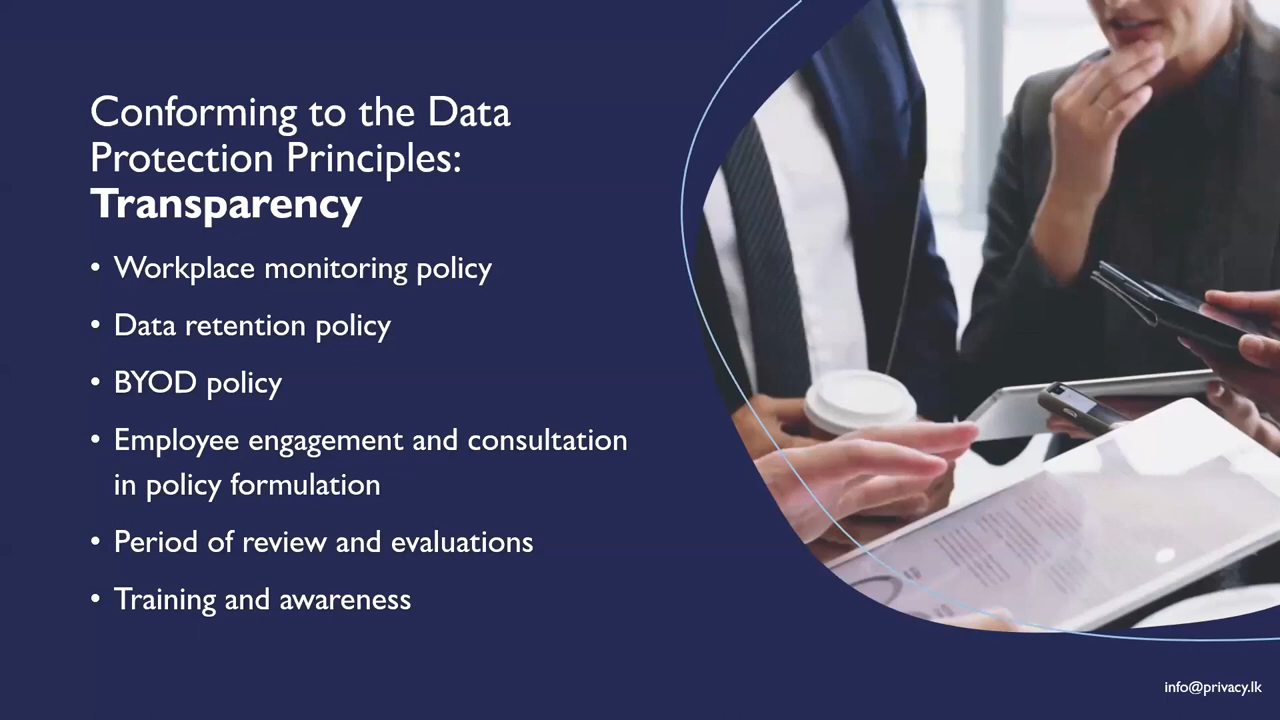 Conforming to the Data
Protection Principles:
Transparency
• Workplace monitoring policy
• Data retention policy
• BYOD policy
• Employee engagement and consultation
in policy formulation
• Period of review and evaluations
• Training and awareness
info@privacy.lk